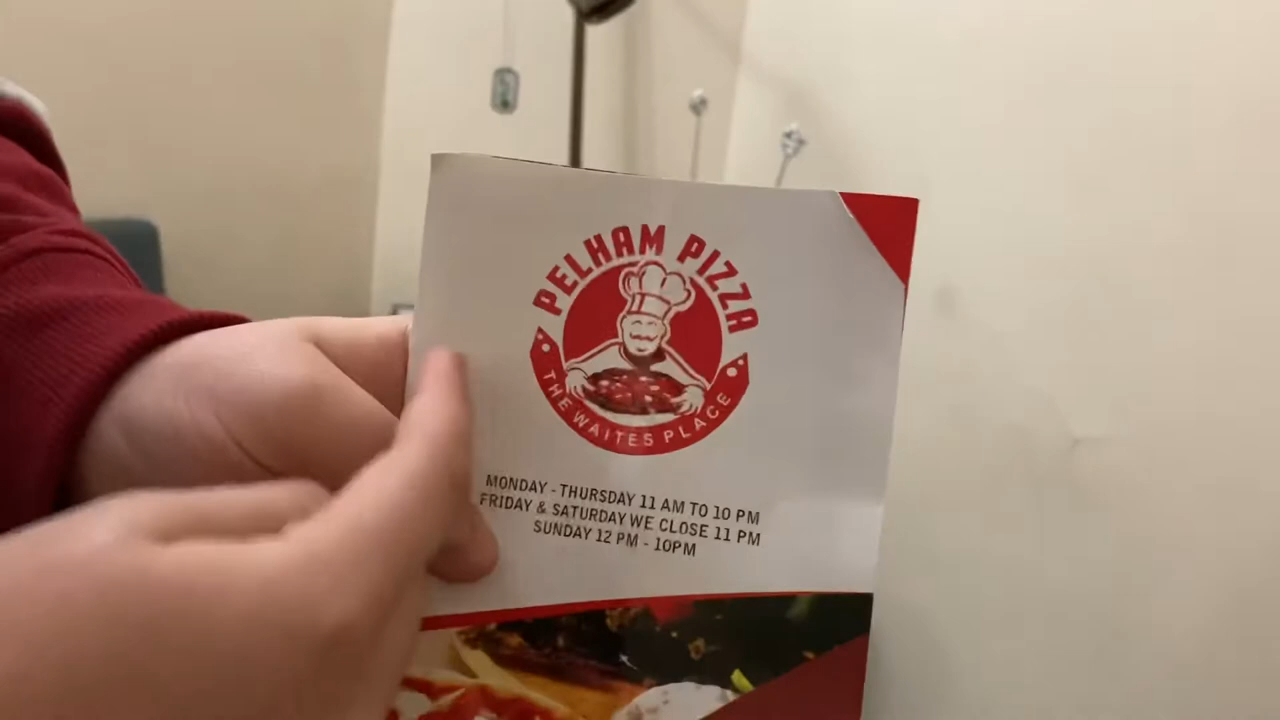 PELHAM PIZZA
THE WAITES PLACE
MONDAY - THURSDAY 11 AM TO 10 PM
FRIDAY & SATURDAY WE CLOSE 11 PM
SUNDAY 12 PM - 10PM